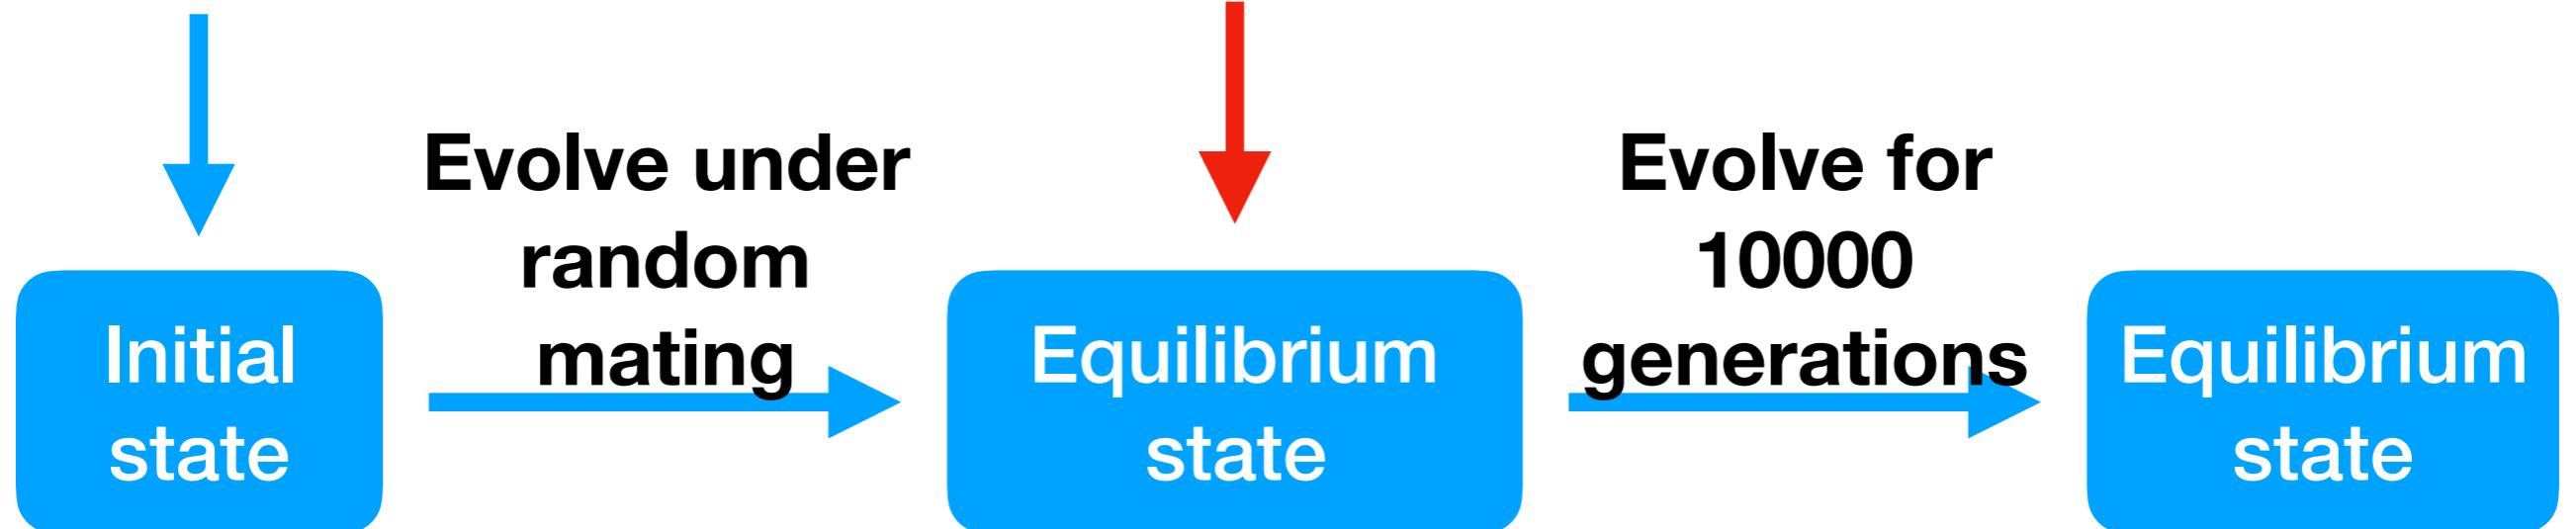 Initial
state
Evolve under
random
mating
Equilibrium
state
Evolve for
10000
generations
Equilibrium
state